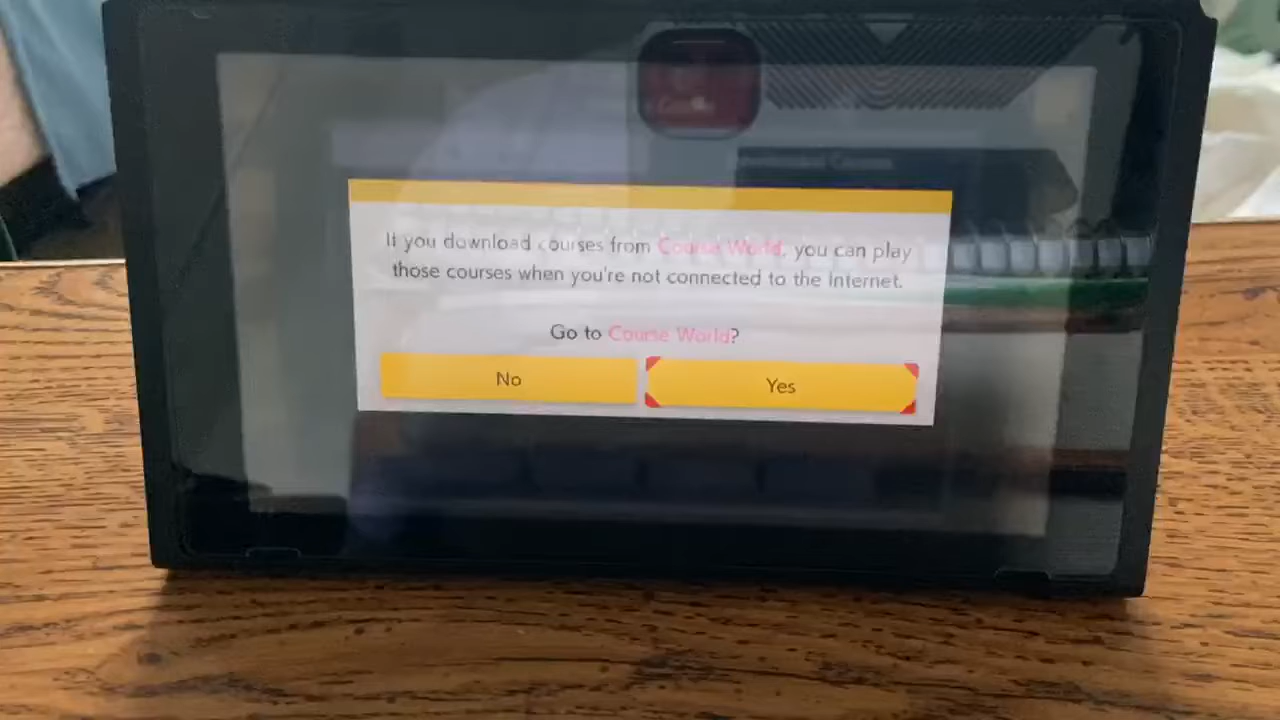 If you download courses from Course World, you can play
those courses when you're not connected to the Internet.
Go to Course World?
No
Yes